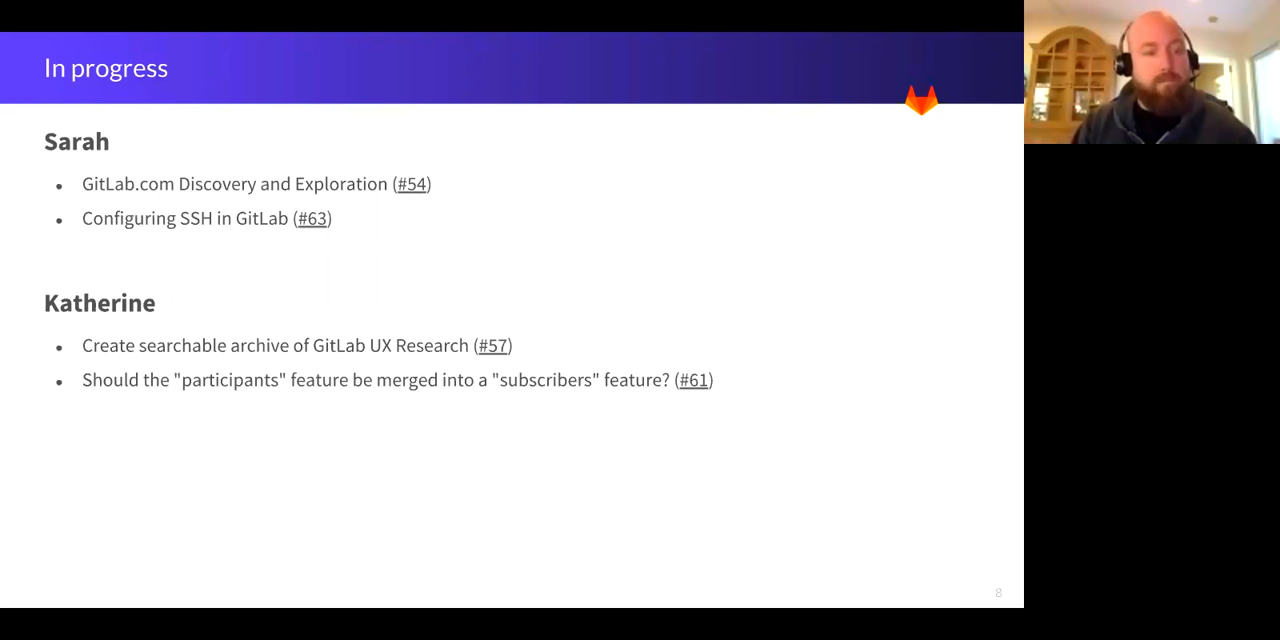 In progress
Sarah
• GitLab.com Discovery and Exploration (#54)
• Configuring SSH in GitLab (#63)
Katherine
• Create searchable archive of GitLab UX Research (#57)
• Should the "participants" feature be merged into a "subscribers" feature? (#61)
8